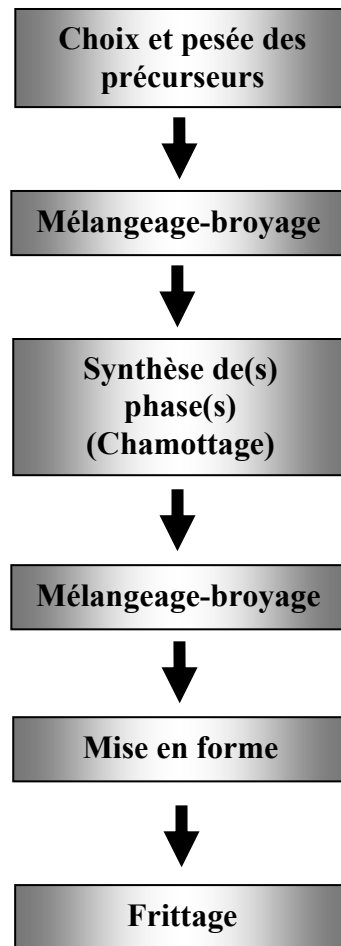 Choix et pesée des
précurseurs
Mélangeage-broyage
Synthèse de(s)
phase(s)
(Chamottage)
Mélangeage-broyage
Mise en forme
Frittage